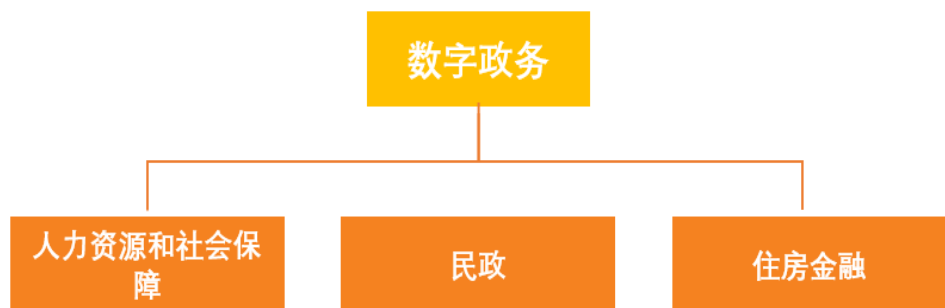 数字政务
人力资源和社会保
障
民政
住房金融